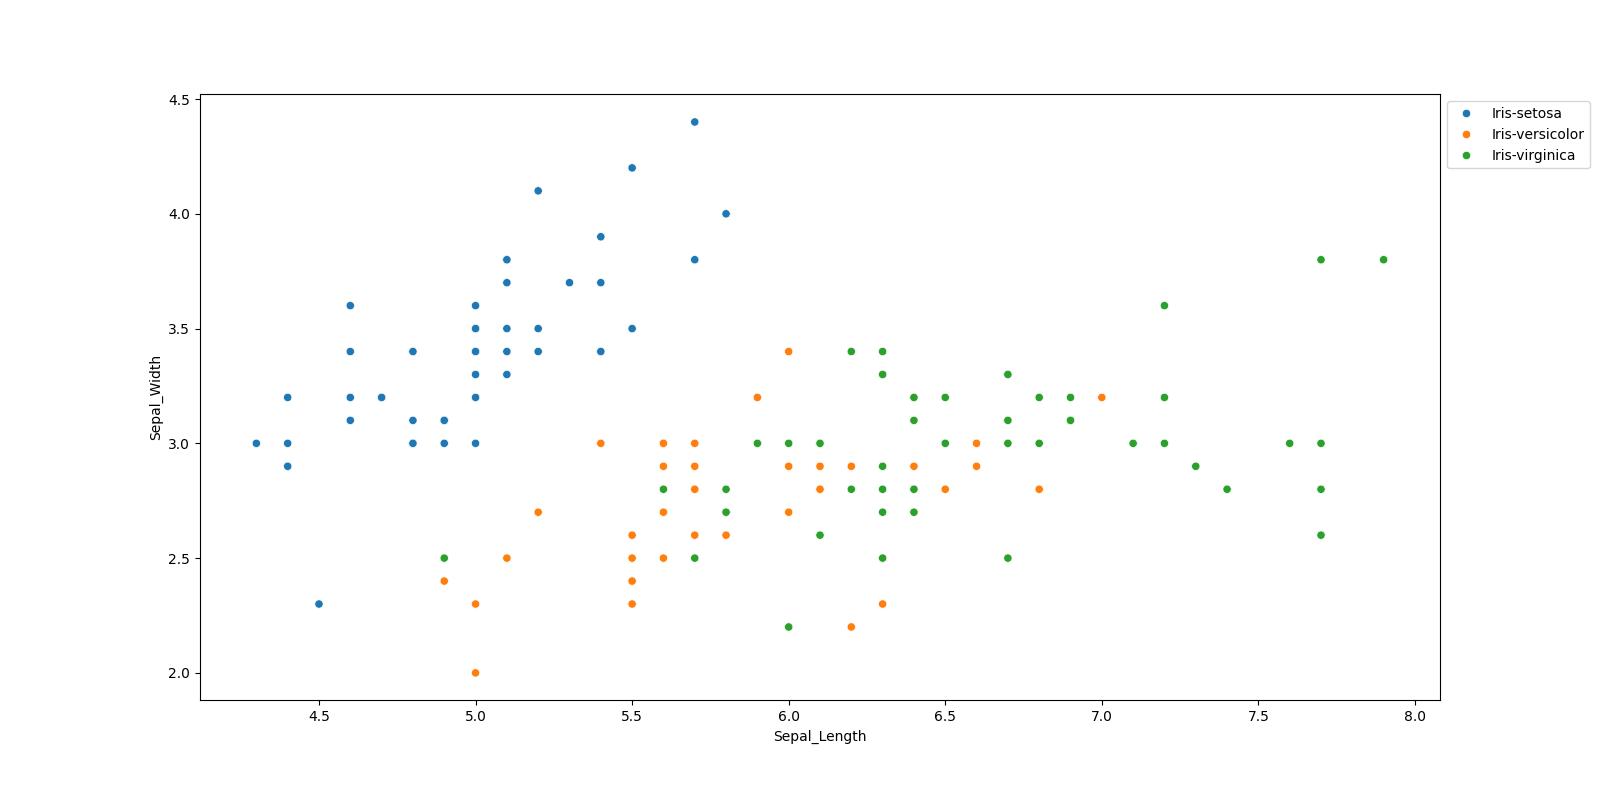 4.5
4.0
3.5
3.0
2.5
2.0
Sepal_Width
4.5 5.0 5.5 6.0 6.5 7.0 7.5 8.0
Sepal_Length
Iris-setosa
Iris-versicolor
Iris-virginica